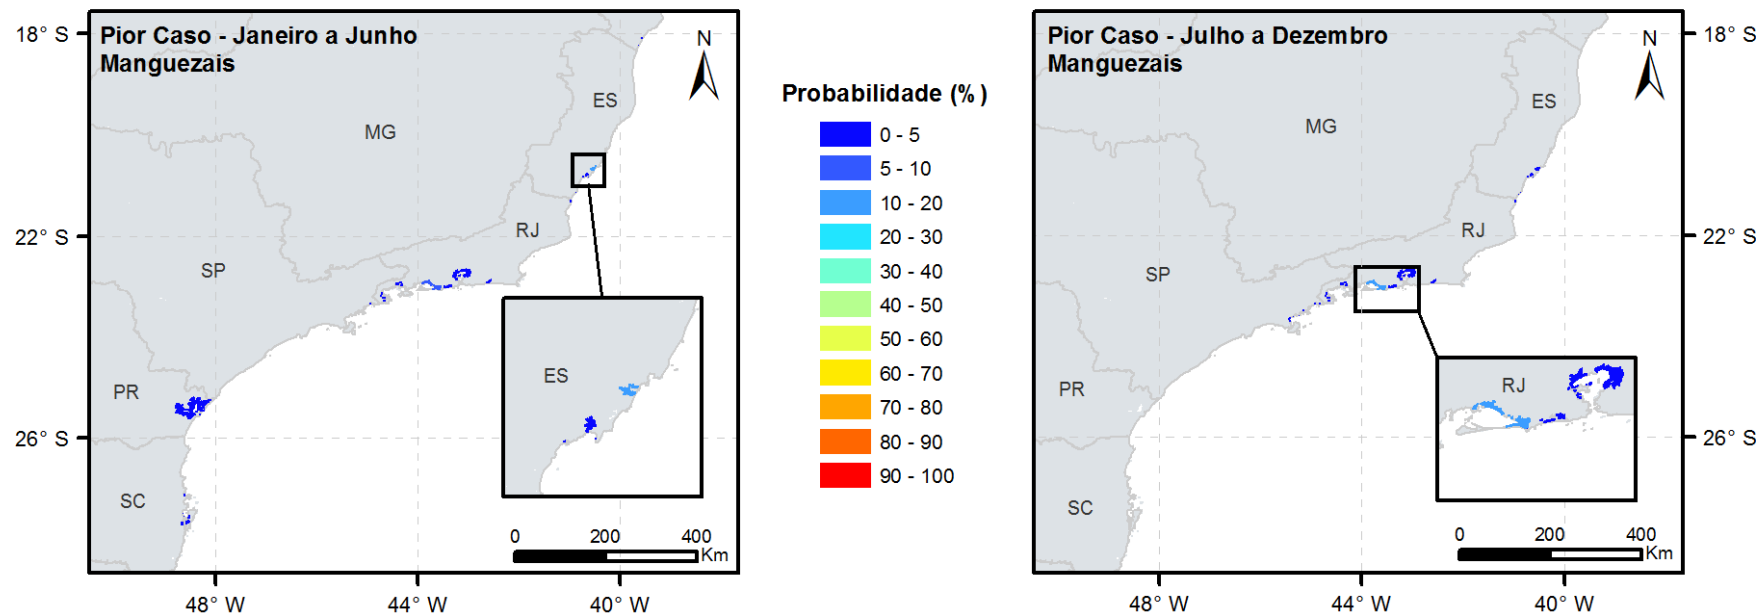 Pior Caso - Janeiro a Junho
Manguezais
N
18° S
22° S
26° S
MG
ES
RJ
SP
PR
SC
ES
0 200 400
Km
48° W 44° W 40° W
Probabilidade (%)
0 - 5
5 - 10
10 - 20
20 - 30
30 - 40
40 - 50
50 - 60
60 - 70
70 - 80
80 - 90
90 - 100
Pior Caso - Julho a Dezembro
Manguezais
N
18° S
22° S
26° S
ES
MG
RJ
SP
PR
SC
RJ
0 200 400
Km
48° W 44° W 40° W